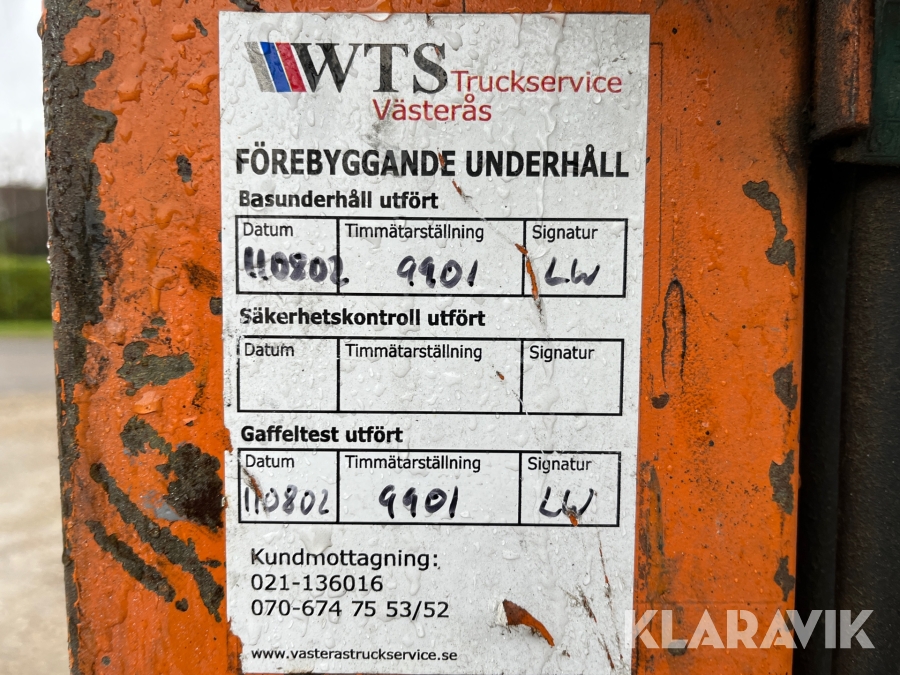 WTS Truckservice
Västerås
FÖREBYGGANDE UNDERHÅLL
Basunderhåll utfört
Datum Timmätarställning Signatur
110802 9901 LW
Säkerhetskontroll utfört
Datum Timmätarställning Signatur
Gaffeltest utfört
Datum Timmätarställning Signatur
110802 9901 LW
Kundmottagning:
021-136016
070-674 75 53/52
www.vasterastruckservice.se
KLARAVIK